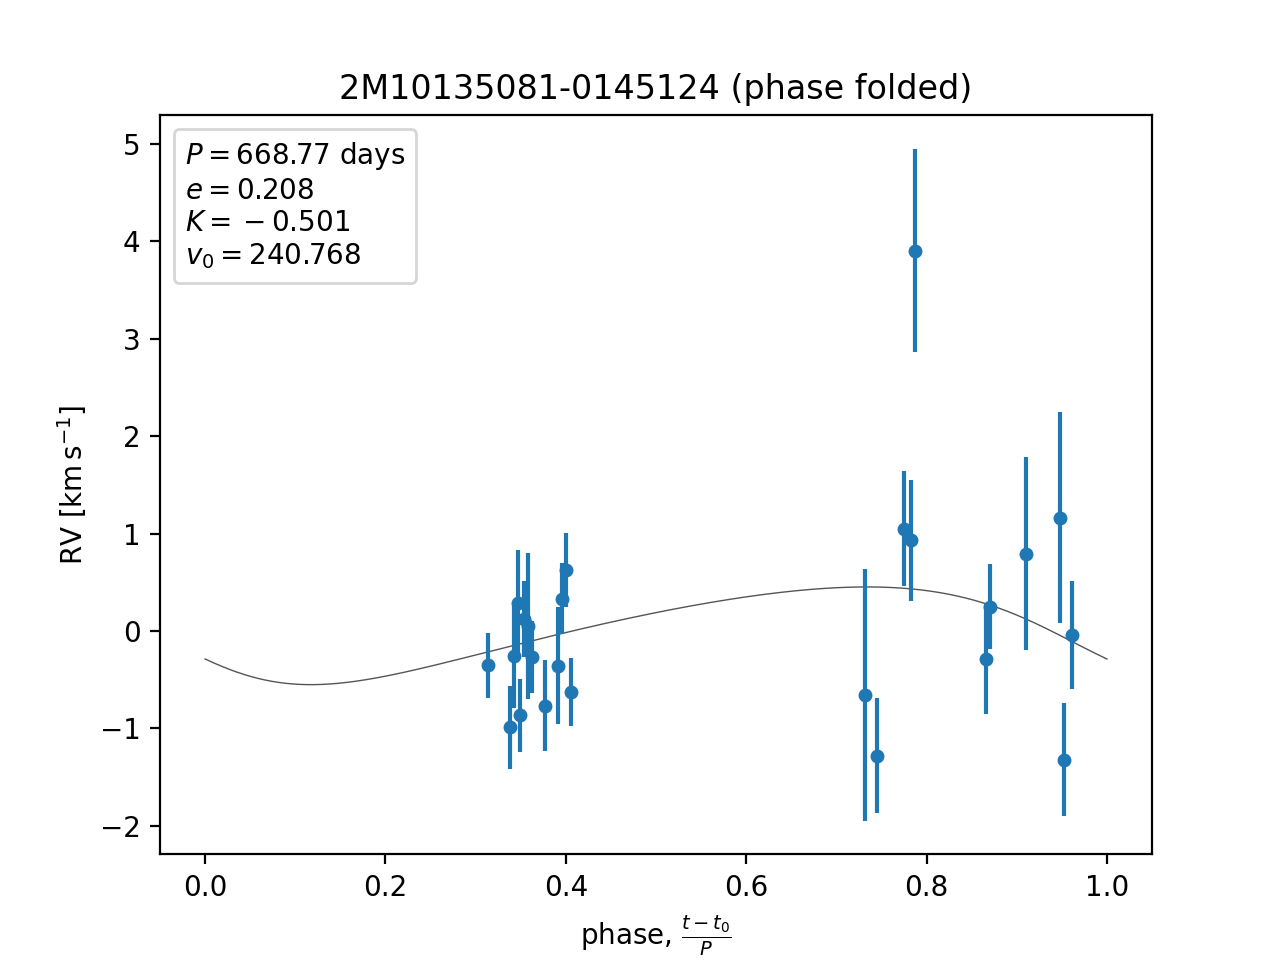 2M10135081-0145124 (phase folded)
P = 668.77 days
e = 0.208
K = −0.501
v₀ = 240.768
5
4
3
2
1
0
−1
−2
RV [km s⁻¹]
0.0 0.2 0.4 0.6 0.8 1.0
phase, (t − t₀)/P